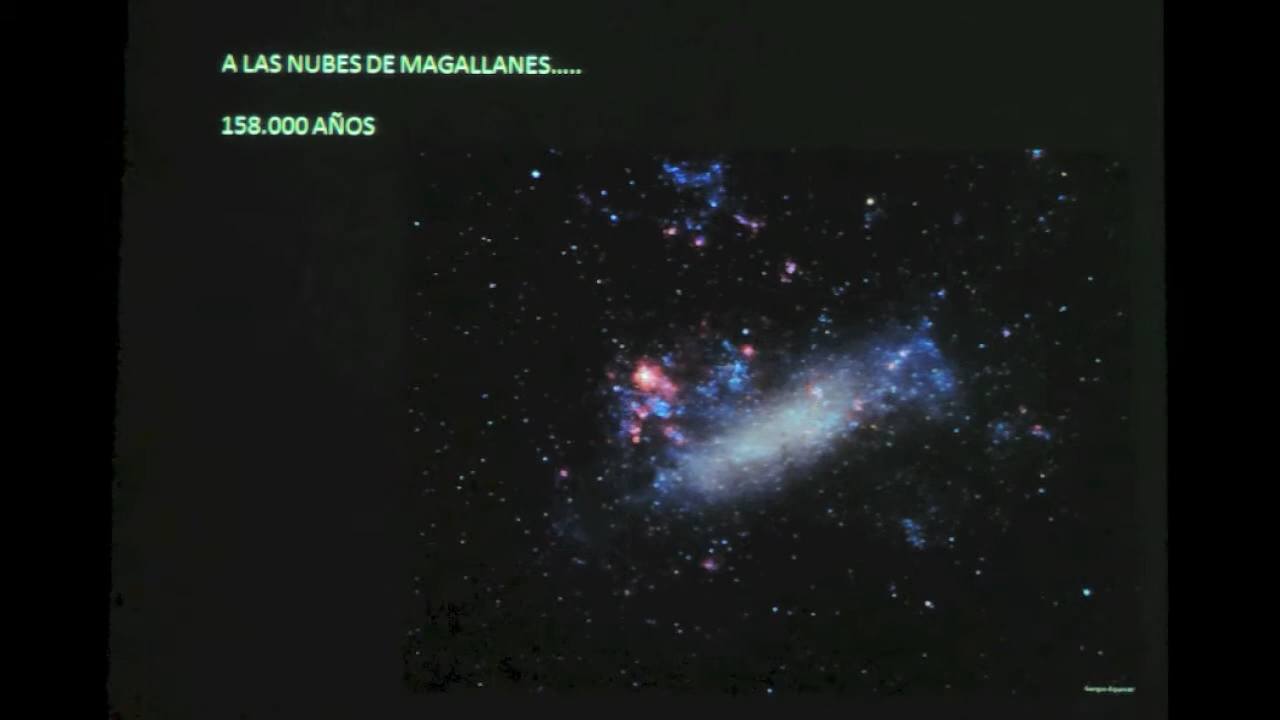 A LAS NUBES DE MAGALLANES.....
158.000 AÑOS